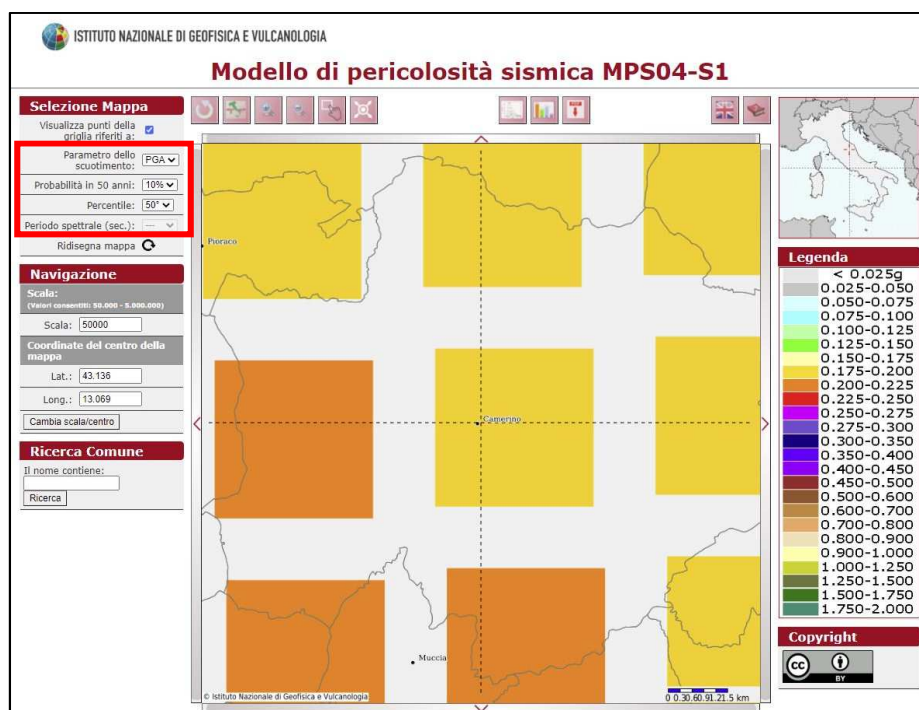 ISTITUTO NAZIONALE DI GEOFISICA E VULCANOLOGIA
Modello di pericolosità sismica MPS04-S1
Selezione Mappa
Visualizza punti della
griglia riferiti a:
Parametro dello
scuotimento: PGA
Probabilità in 50 anni: 10%
Percentile: 50°
Periodo spettrale (sec.): ---
Ridisegna mappa
Navigazione
Scala:
(Valori consentiti: 50.000 - 5.000.000)
Scala: 50000
Coordinate del centro della
mappa
Lat.: 43.136
Long.: 13.069
Cambia scala/centro
Ricerca Comune
Il nome contiene:
Ricerca
Pioraco
Camerino
Muccia
© Istituto Nazionale di Geofisica e Vulcanologia
0 0.30.60.91.21.5 km
Legenda
< 0.025g
0.025-0.050
0.050-0.075
0.075-0.100
0.100-0.125
0.125-0.150
0.150-0.175
0.175-0.200
0.200-0.225
0.225-0.250
0.250-0.275
0.275-0.300
0.300-0.350
0.350-0.400
0.400-0.450
0.450-0.500
0.500-0.600
0.600-0.700
0.700-0.800
0.800-0.900
0.900-1.000
1.000-1.250
1.250-1.500
1.500-1.750
1.750-2.000
Copyright
cc
BY